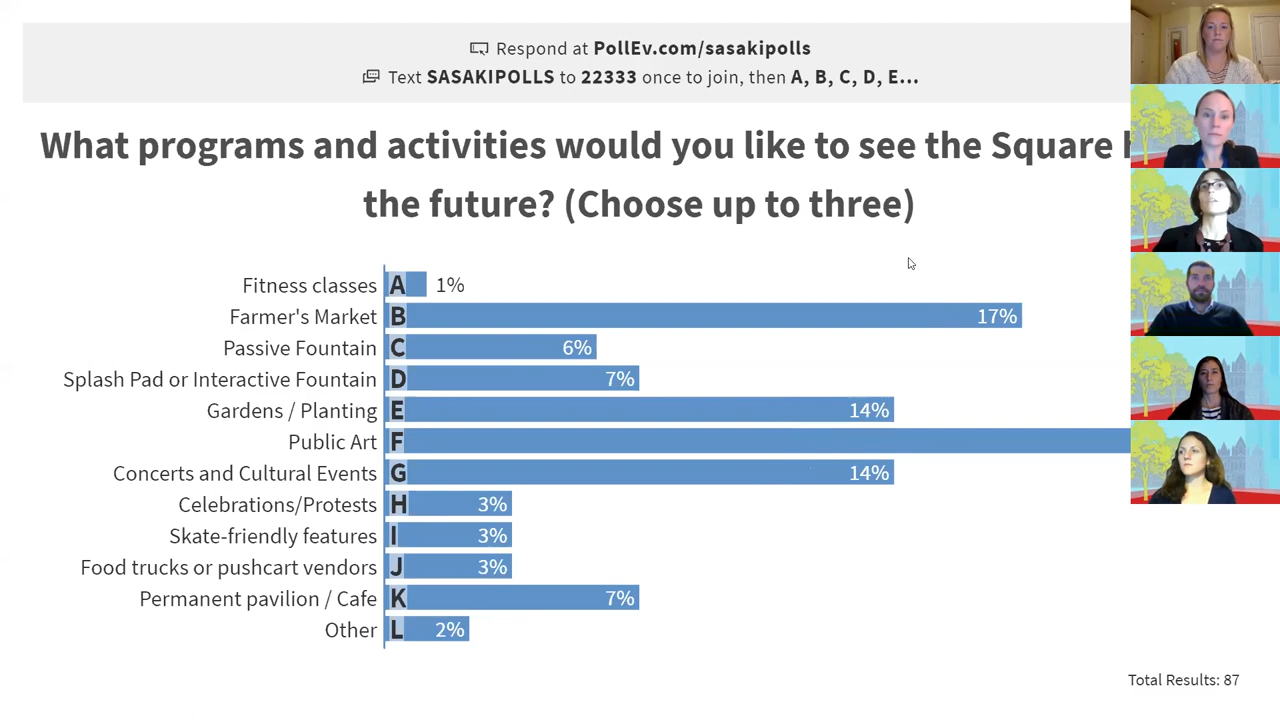 Respond at PollEv.com/sasakipolls
Text SASAKIPOLLS to 22333 once to join, then A, B, C, D, E...
What programs and activities would you like to see the Square
the future? (Choose up to three)
Fitness classes A 1%
Farmer's Market B 17%
Passive Fountain C 6%
Splash Pad or Interactive Fountain D 7%
Gardens / Planting E 14%
Public Art F
Concerts and Cultural Events G 14%
Celebrations/Protests H 3%
Skate-friendly features I 3%
Food trucks or pushcart vendors J 3%
Permanent pavilion / Cafe K 7%
Other L 2%
Total Results: 87